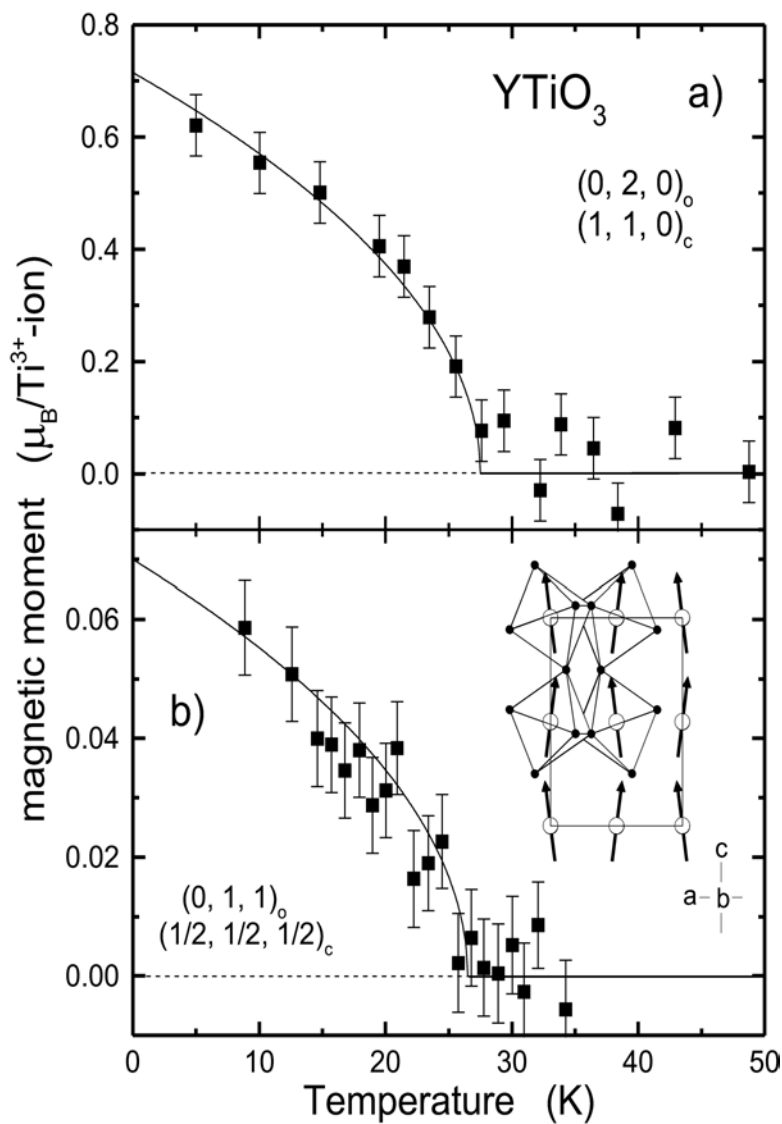 0.8
YTiO₃ a)
0.6
(0, 2, 0)ₒ
(1, 1, 0)c
0.4
0.2
0.0
magnetic moment (μB/Ti³⁺-ion)
0.06
0.04
b)
0.02
(0, 1, 1)ₒ
(1/2, 1/2, 1/2)c
0.00
c
a b
0 10 20 30 40 50
Temperature (K)